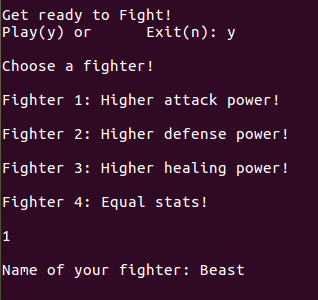 Get ready to Fight!
Play(y) or      Exit(n): y
Choose a fighter!
Fighter 1: Higher attack power!
Fighter 2: Higher defense power!
Fighter 3: Higher healing power!
Fighter 4: Equal stats!
1
Name of your fighter: Beast